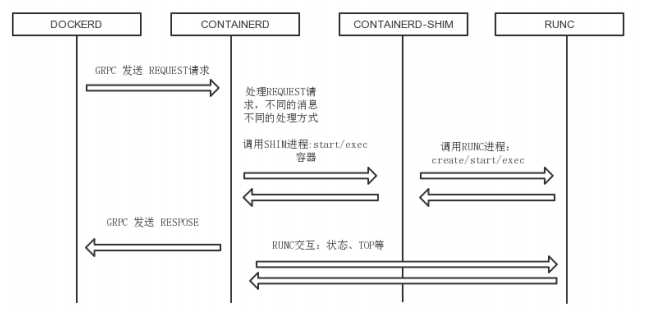 DOCKERD
CONTAINERD
CONTAINERD-SHIM
RUNC
GRPC 发送 REQUEST请求
处理REQUEST请
求，不同的消息
不同的处理方式
调用SHIM进程:start/exec
容器
调用RUNC进程：
create/start/exec
GRPC 发送 RESPOSE
RUNC交互：状态、TOP等